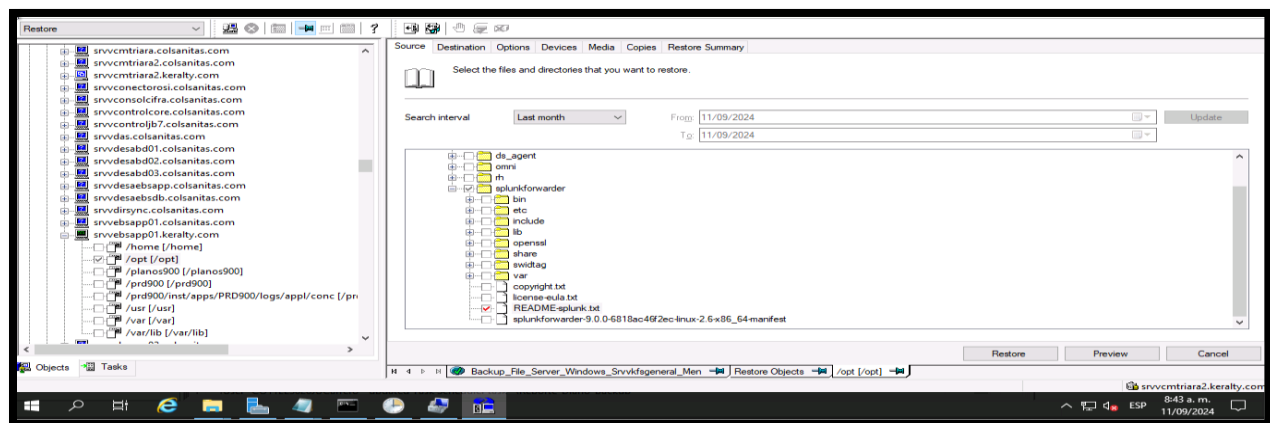 Restore
srvvcmtriara.colsanitas.com
srvvcmtriara2.colsanitas.com
srvvcmtriara2.keralty.com
srvvconectorosi.colsanitas.com
srvvconsolcifra.colsanitas.com
srvvcontrolcore.colsanitas.com
srvvcontroljb7.colsanitas.com
srvvdas.colsanitas.com
srvvdesabd01.colsanitas.com
srvvdesabd02.colsanitas.com
srvvdesabd03.colsanitas.com
srvvdesaebsapp.colsanitas.com
srvvdesaebsdb.colsanitas.com
srvvdirsync.colsanitas.com
srvvebsapp01.colsanitas.com
srvvebsapp01.keralty.com
/home [/home]
/opt [/opt]
/planos900 [/planos900]
/prd900 [/prd900]
/prd900/inst/apps/PRD900/logs/appl/conc [/pr
/usr [/usr]
/var [/var]
/var/lib [/var/lib]
Objects Tasks
Source Destination Options Devices Media Copies Restore Summary
Select the files and directories that you want to restore.
Search interval Last month From: 11/09/2024 Update
To: 11/09/2024
ds_agent
omni
rh
splunkforwarder
bin
etc
include
lib
openssl
share
swidtag
var
copyright.txt
license-eula.txt
README-splunk.txt
splunkforwarder-9.0.0-6818ac46f2ec-linux-2.6-x86_64-manifest
Restore Preview Cancel
Backup_File_Server_Windows_Srvvkfsgeneral_Men Restore Objects /opt [/opt]
srvvcmtriara2.keralty.com
ESP 8:43 a. m.
11/09/2024